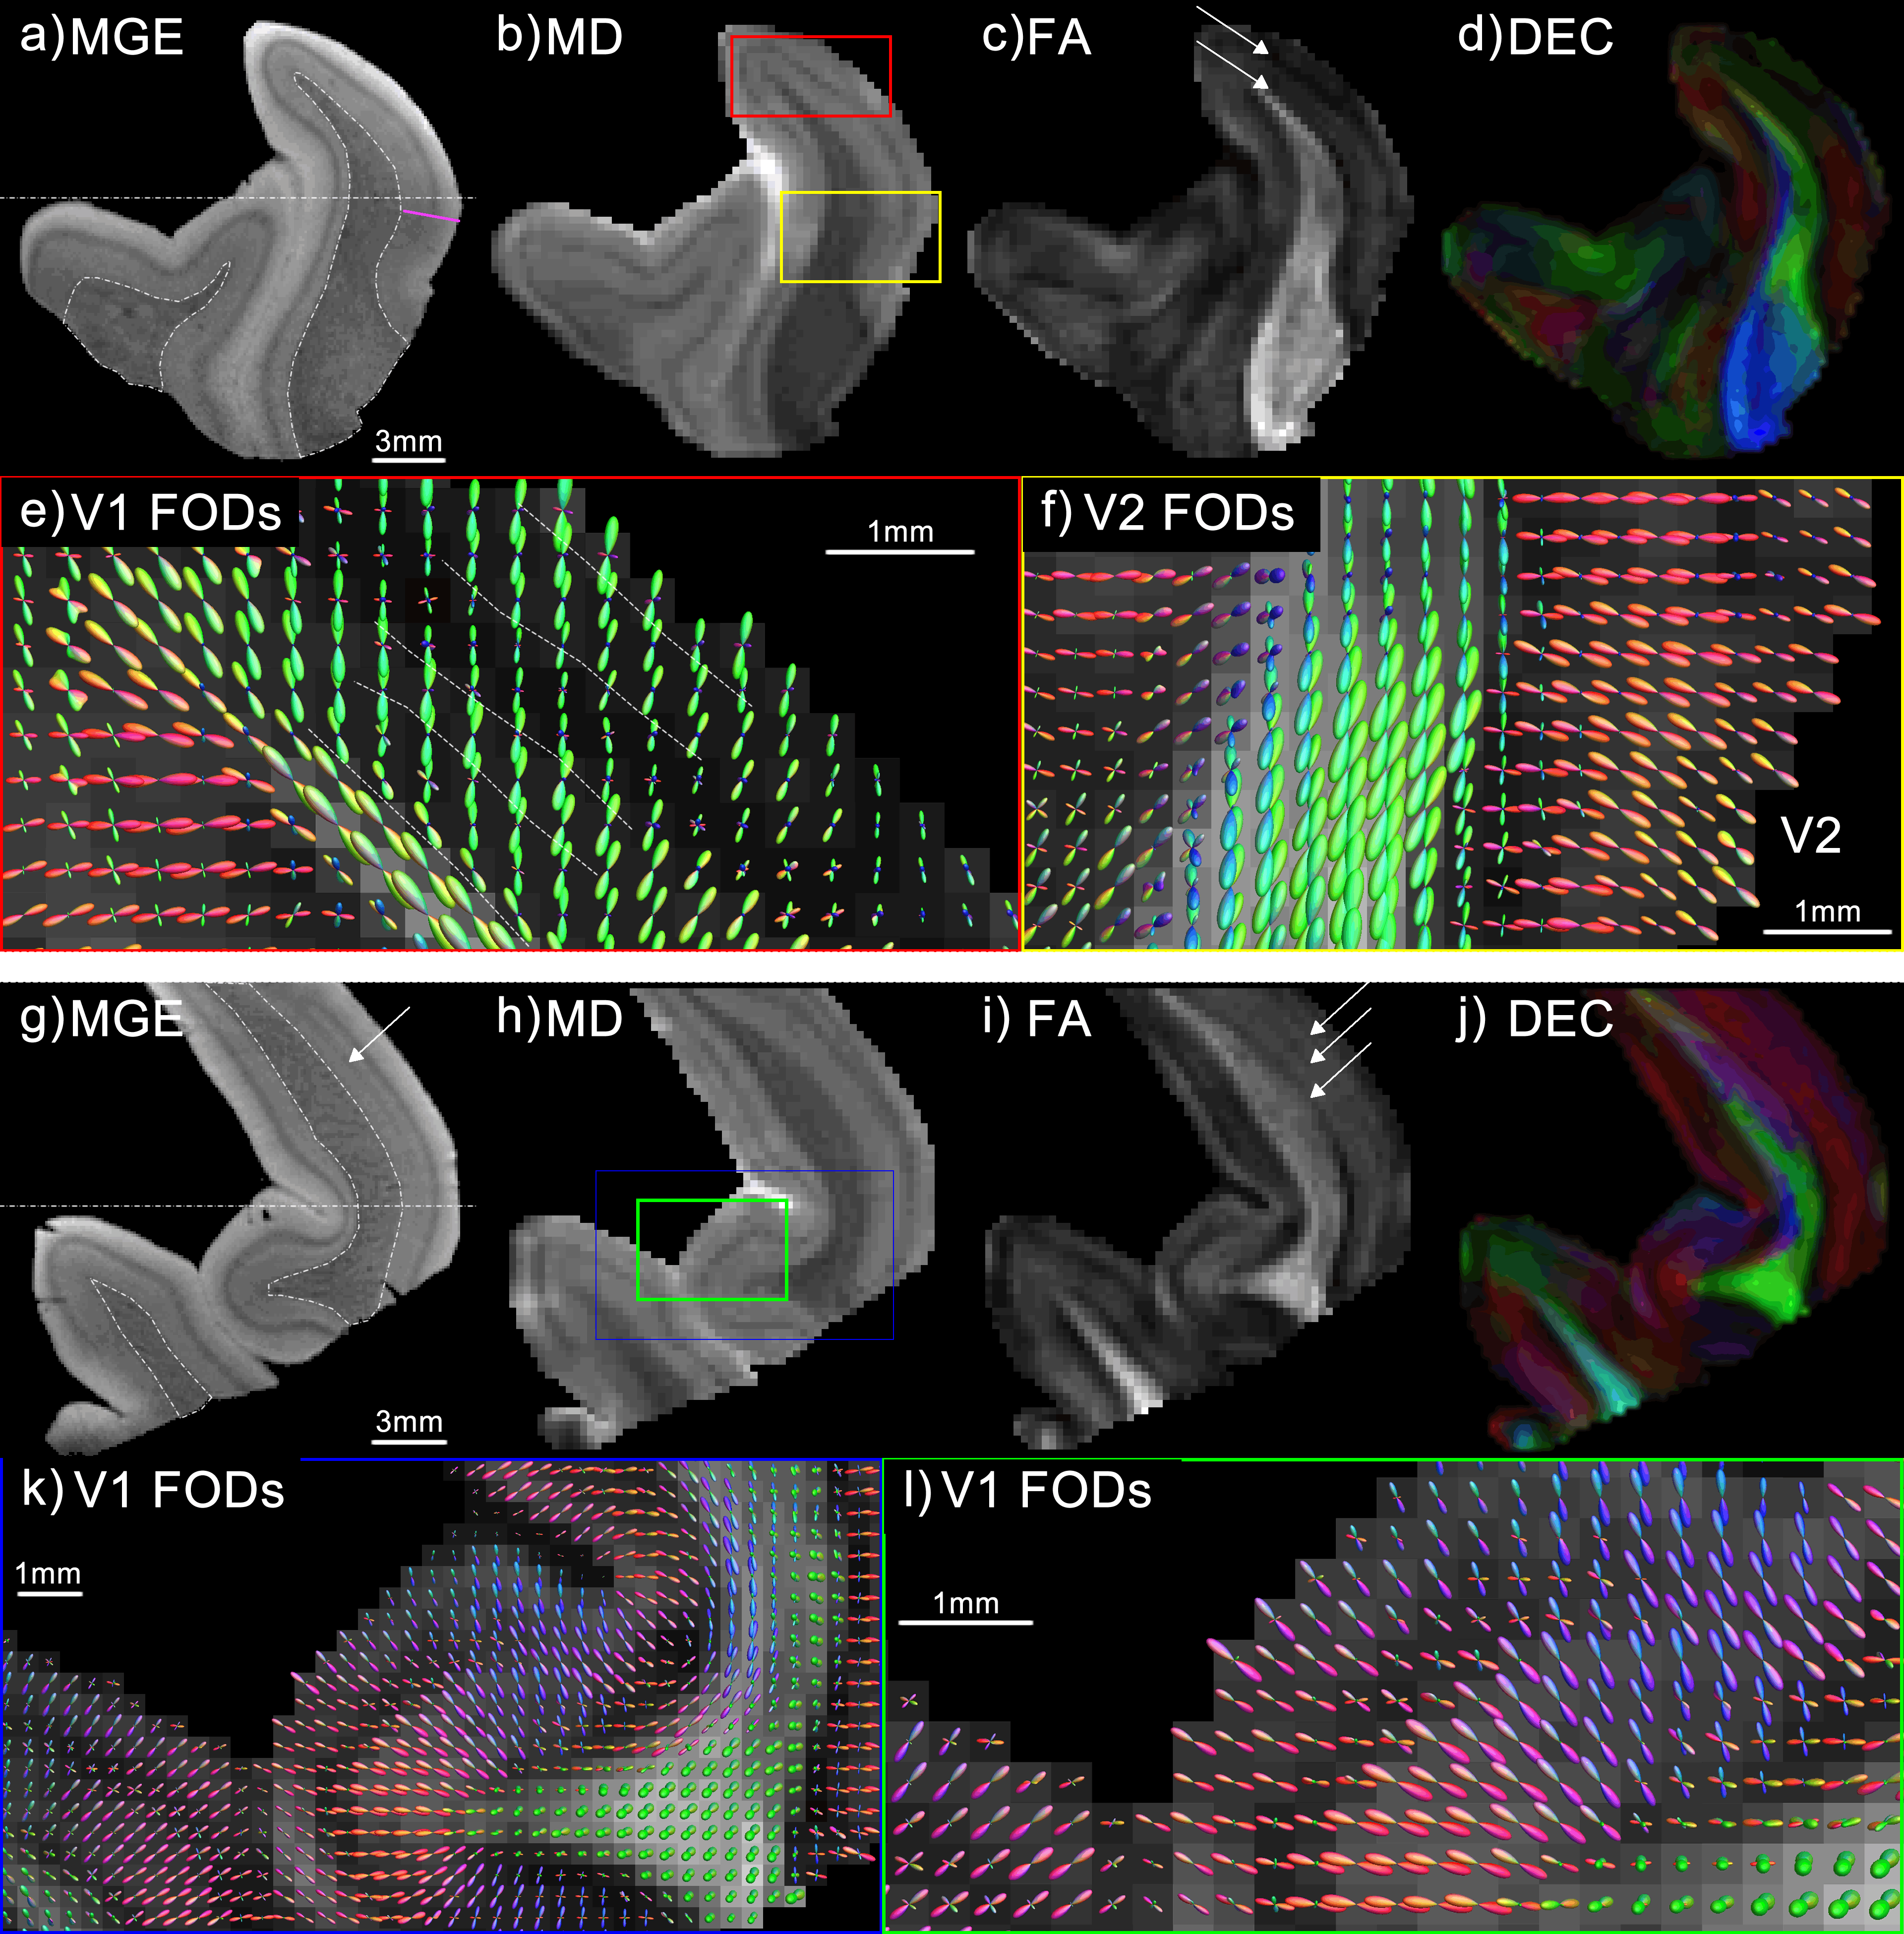 a) MGE
b) MD
c) FA
d) DEC
3mm
e) V1 FODs
1mm
f) V2 FODs
V2
1mm
g) MGE
h) MD
i) FA
j) DEC
3mm
k) V1 FODs
1mm
l) V1 FODs
1mm